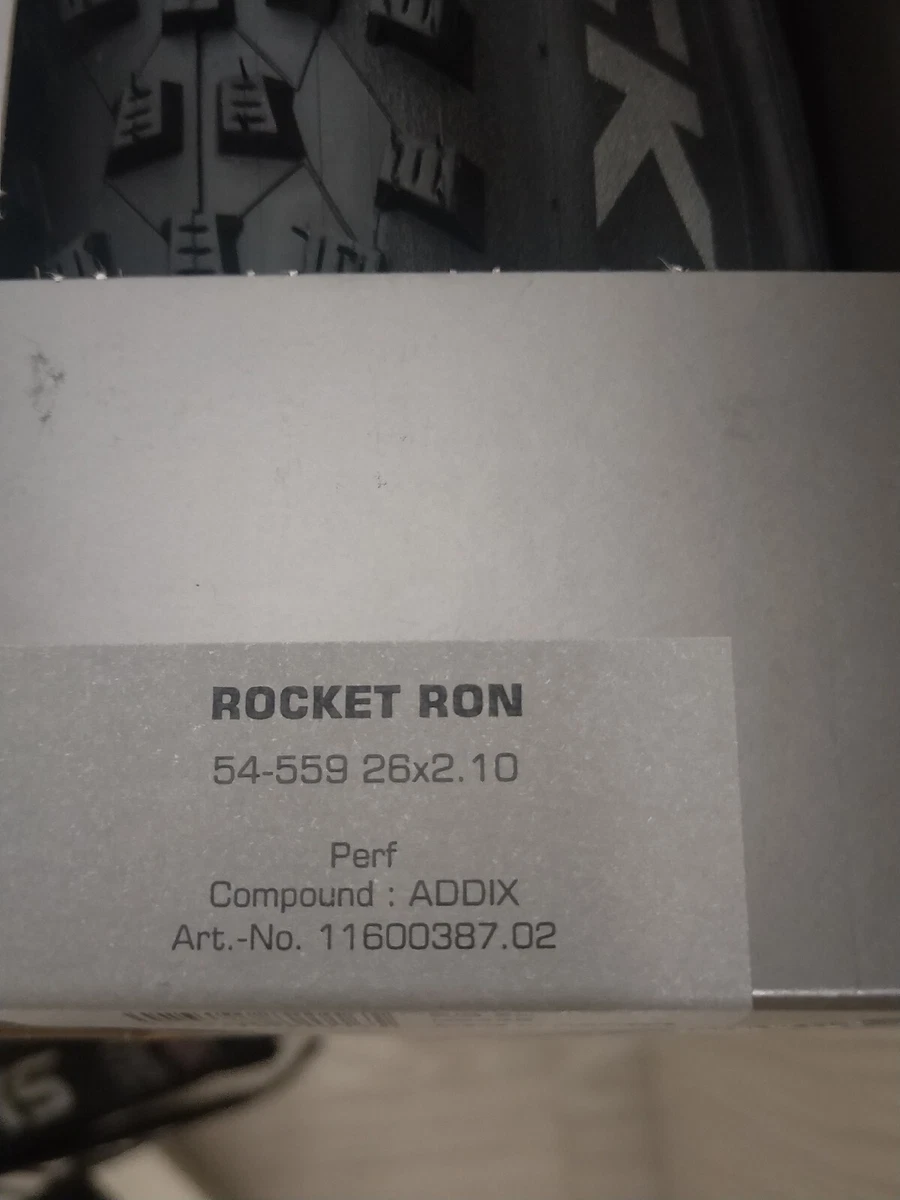 ROCKET RON
54-559 26x2.10
Perf
Compound : ADDIX
Art.-No. 11600387.02